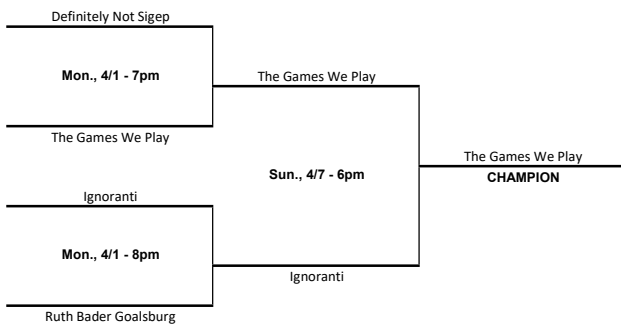 Definitely Not Sigep
Mon., 4/1 - 7pm
The Games We Play
The Games We Play
Sun., 4/7 - 6pm
The Games We Play
CHAMPION
Ignoranti
Mon., 4/1 - 8pm
Ignoranti
Ruth Bader Goalsburg